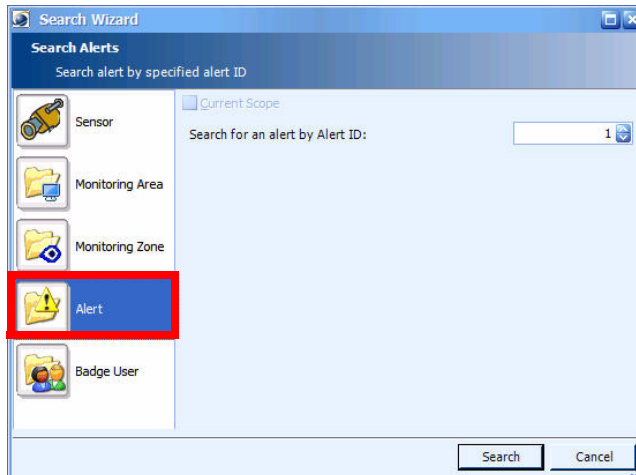 Search Wizard
Search Alerts
Search alert by specified alert ID
Sensor
Monitoring Area
Monitoring Zone
Alert
Badge User
Current Scope
Search for an alert by Alert ID:
1
Search
Cancel